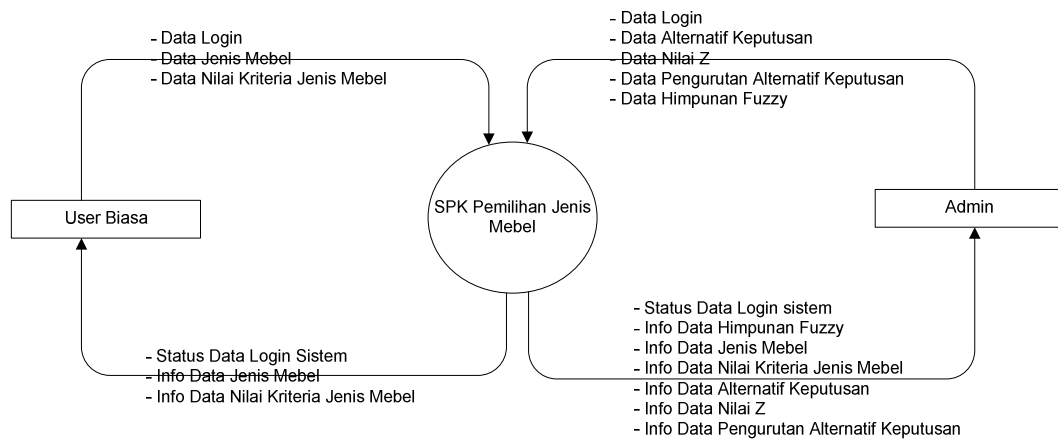 - Data Login
- Data Jenis Mebel
- Data Nilai Kriteria Jenis Mebel
- Data Login
- Data Alternatif Keputusan
- Data Nilai Z
- Data Pengurutan Alternatif Keputusan
- Data Himpunan Fuzzy
User Biasa
SPK Pemilihan Jenis
Mebel
Admin
- Status Data Login Sistem
- Info Data Jenis Mebel
- Info Data Nilai Kriteria Jenis Mebel
- Status Data Login sistem
- Info Data Himpunan Fuzzy
- Info Data Jenis Mebel
- Info Data Nilai Kriteria Jenis Mebel
- Info Data Alternatif Keputusan
- Info Data Nilai Z
- Info Data Pengurutan Alternatif Keputusan